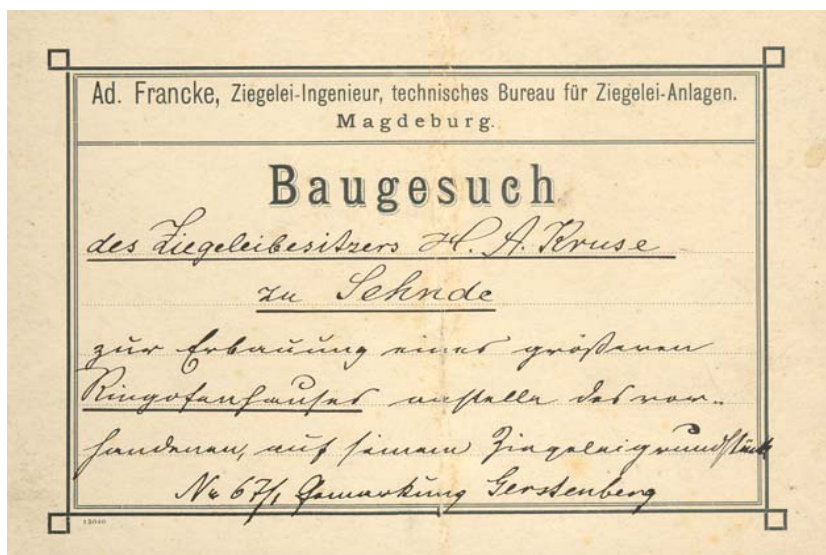 Ad. Francke, Ziegelei-Ingenieur, technisches Bureau für Ziegelei-Anlagen.
Magdeburg.
Baugesuch
des Ziegeleibesitzers H. A. Kruse
zu Sehnde
zur Erbauung eines größeren
Ringofenhauses anstelle des vor-
handenen, auf seinem Ziegeleigrundstück
No 67/1 Gemarkung Gerstenberg
13040